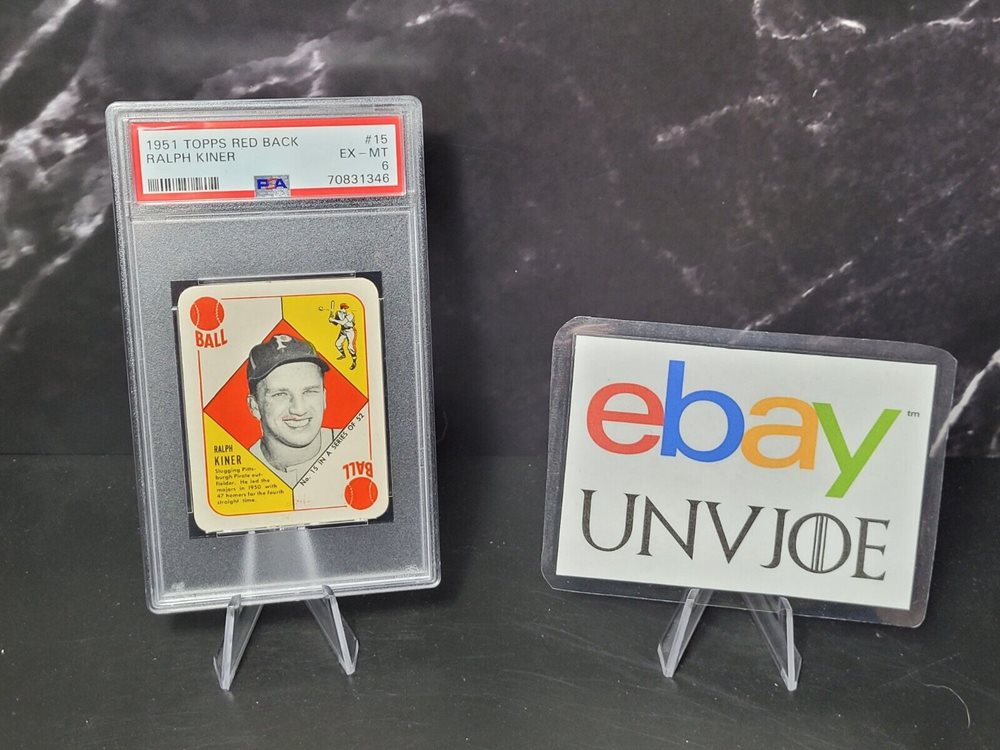 1951 TOPPS RED BACK #15
RALPH KINER EX - MT
6
70831346
PSA
BALL
P
RALPH
KINER
Slugging Pitts-
burgh Pirate out-
fielder. He led the
majors in 1950 with
47 homers for the fourth
straight time.
No. 15 IN A SERIES OF 52
BALL
ebay™
UNVJOE